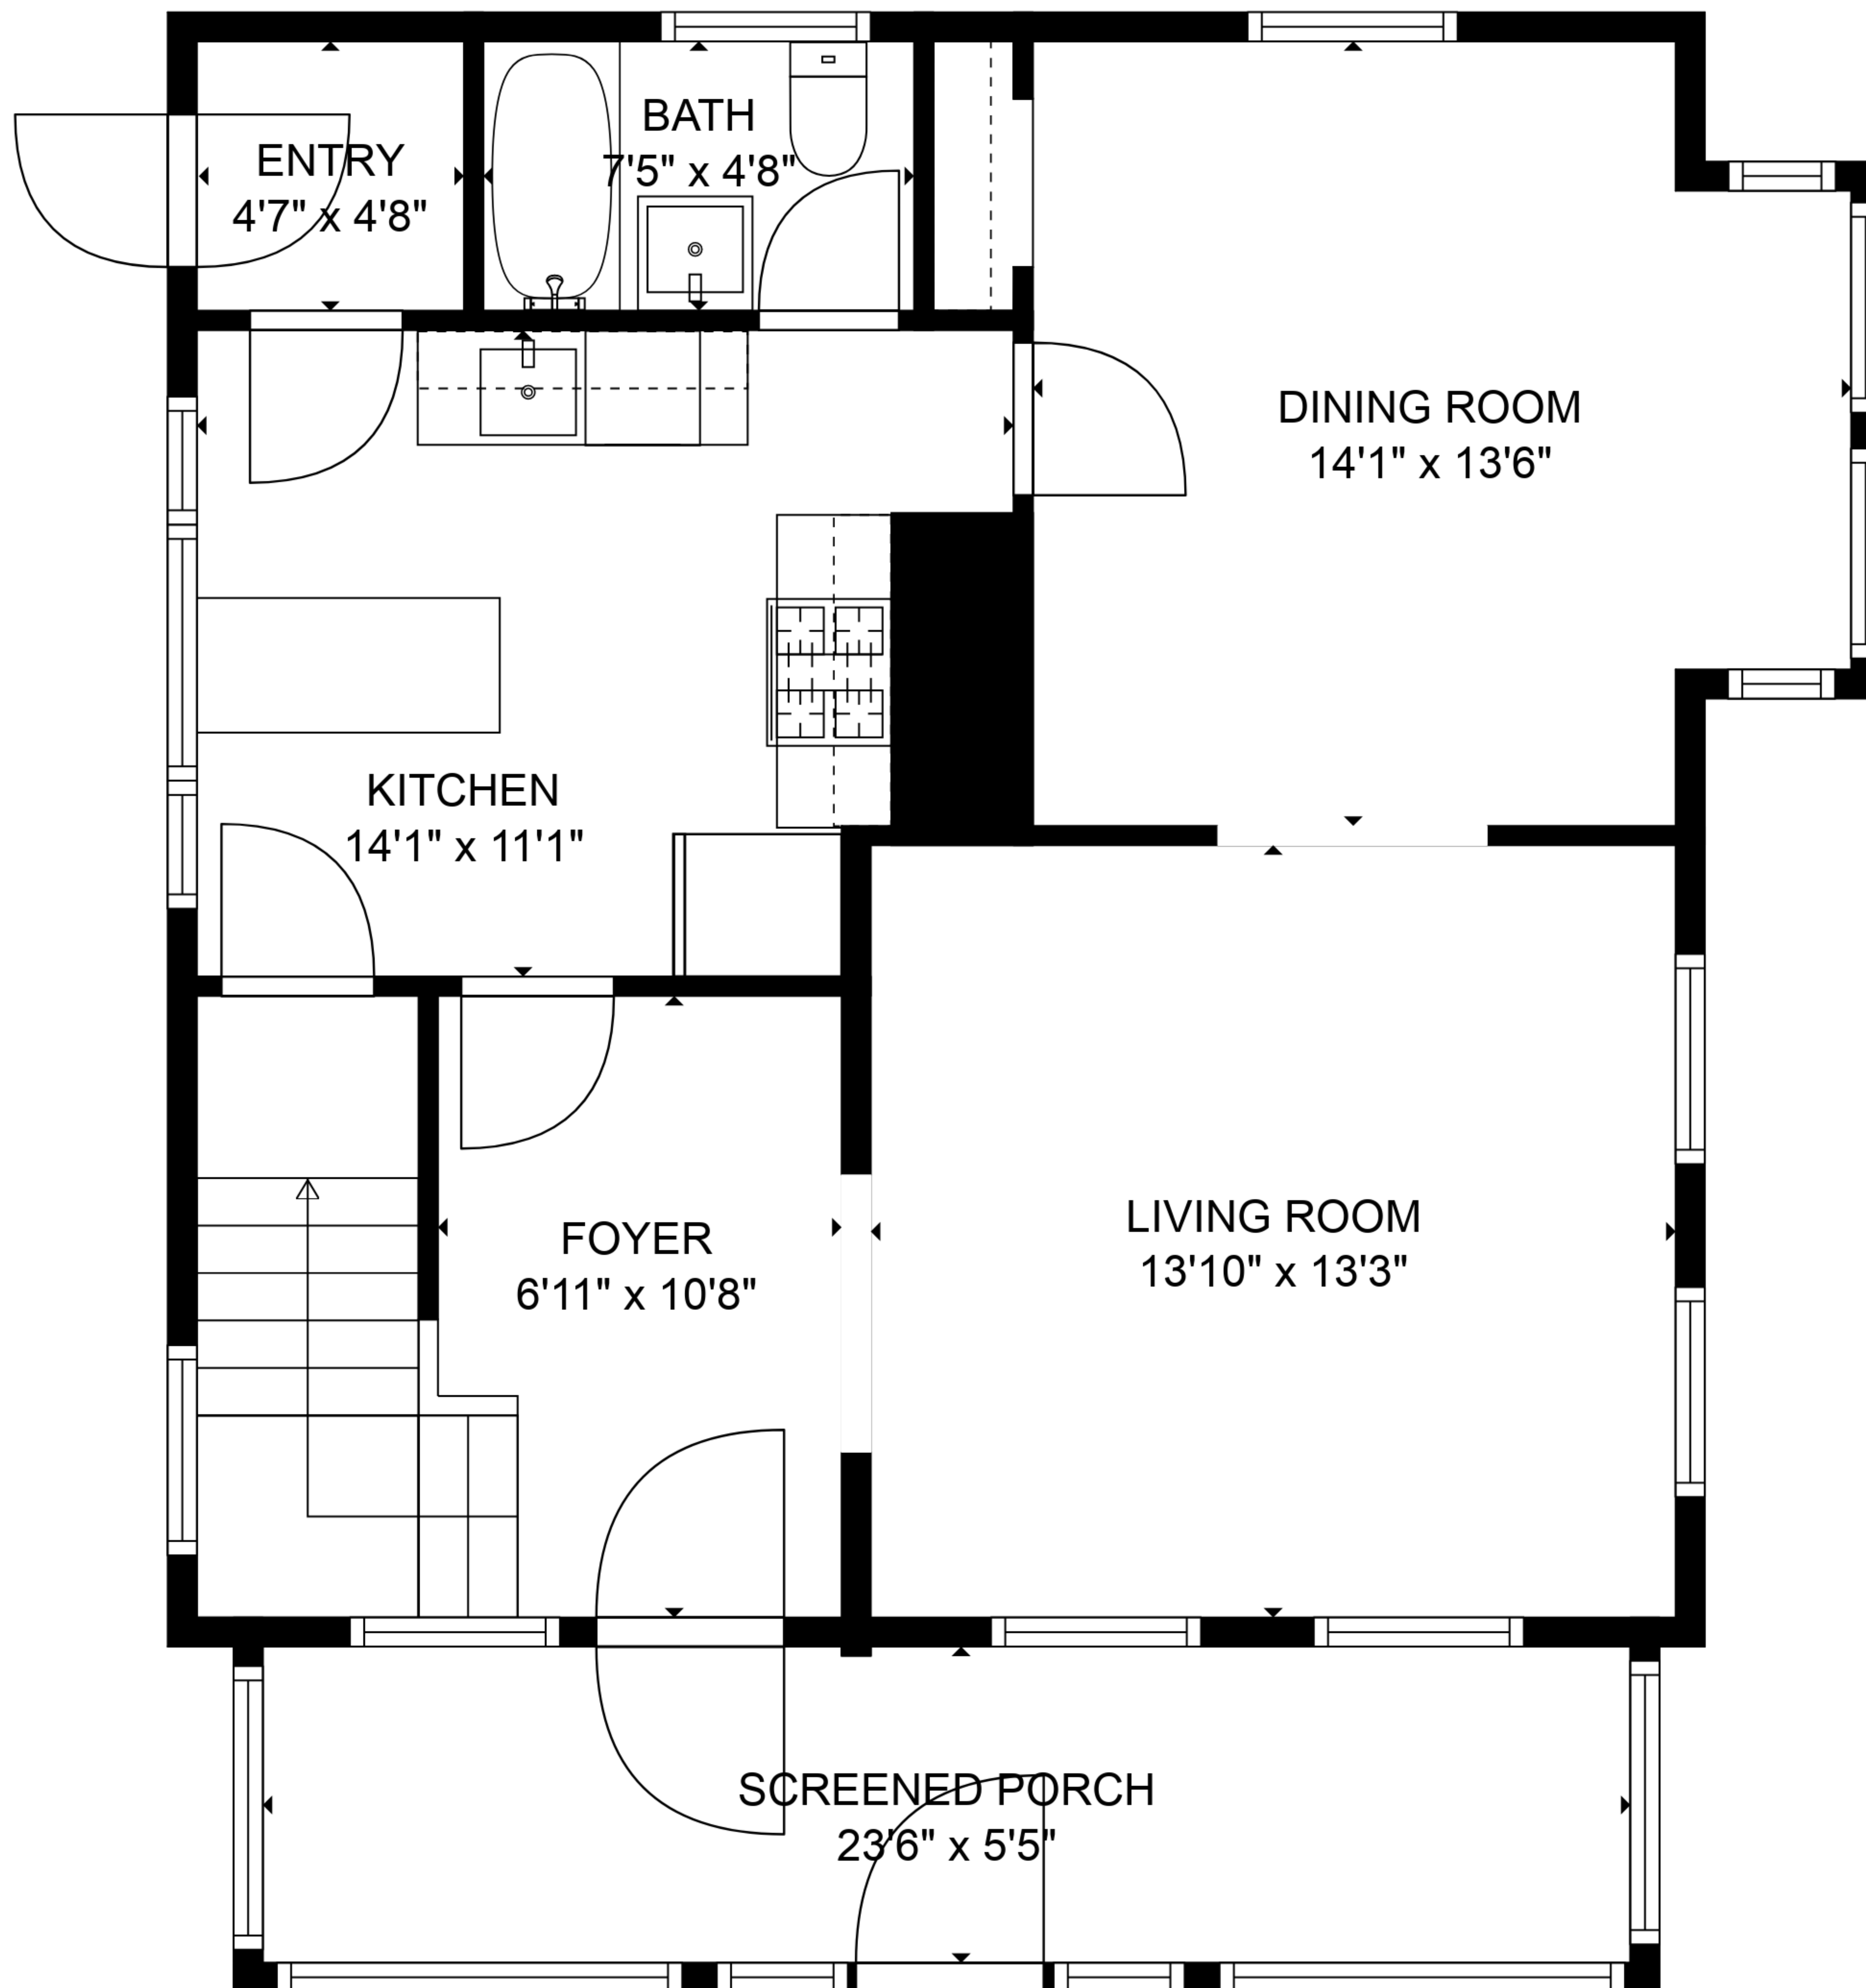 BATH
7'5" x 4'8"
ENTRY
4'7" x 4'8"
DINING ROOM
14'1" x 13'6"
KITCHEN
14'1" x 11'1"
LIVING ROOM
13'10" x 13'3"
FOYER
6'11" x 10'8"
SCREENED PORCH
23'6" x 5'5"